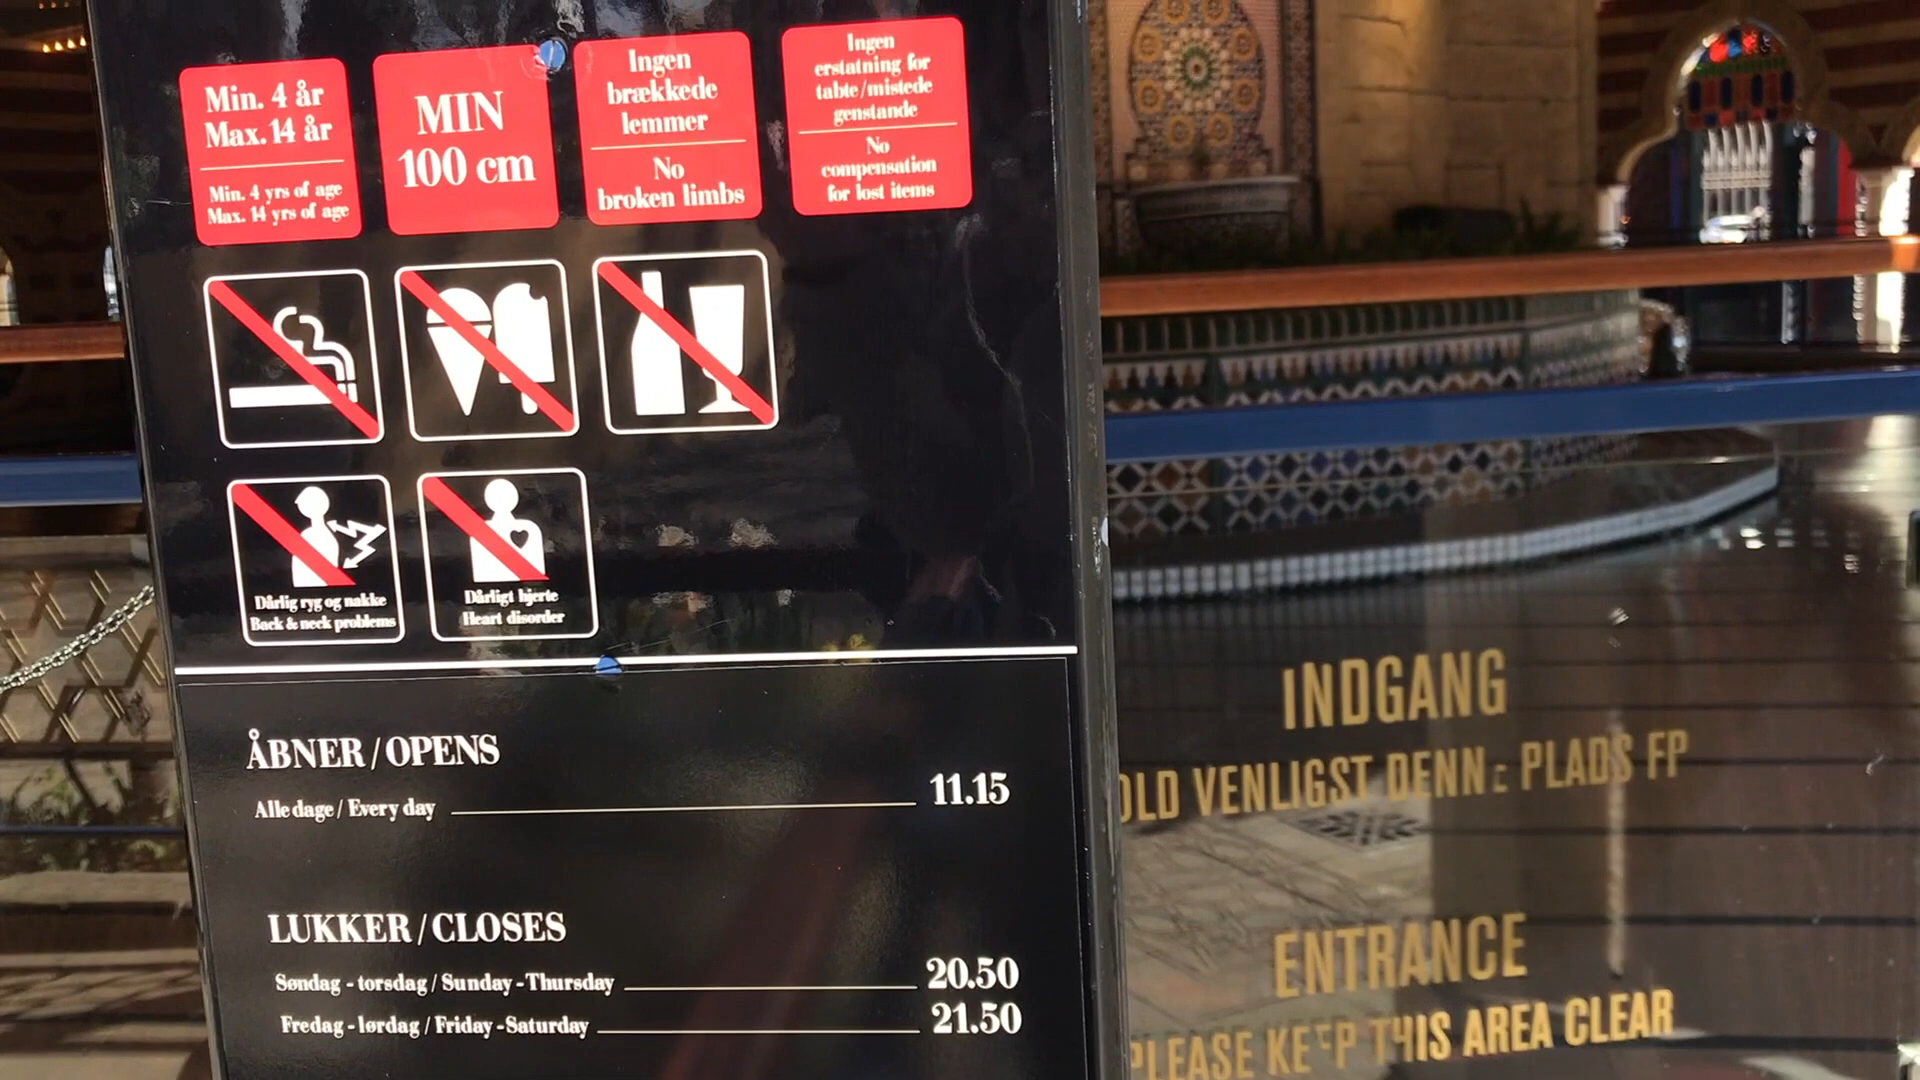 Min. 4 år
Max. 14 år
Min. 4 yrs of age
Max. 14 yrs of age
MIN
100 cm
Ingen
brækkede
lemmer
No
broken limbs
Ingen
erstatning for
tabte/mistede
genstande
No
compensation
for lost items
Dårlig ryg og nakke
Back & neck problems
Dårligt hjerte
Heart disorder
ÅBNER / OPENS
Alle dage / Every day 11.15
LUKKER / CLOSES
Søndag - torsdag / Sunday - Thursday 20.50
Fredag - lørdag / Friday - Saturday 21.50
INDGANG
VENLIGST PLADS
ENTRANCE
PLEASE KEEP THIS AREA CLEAR